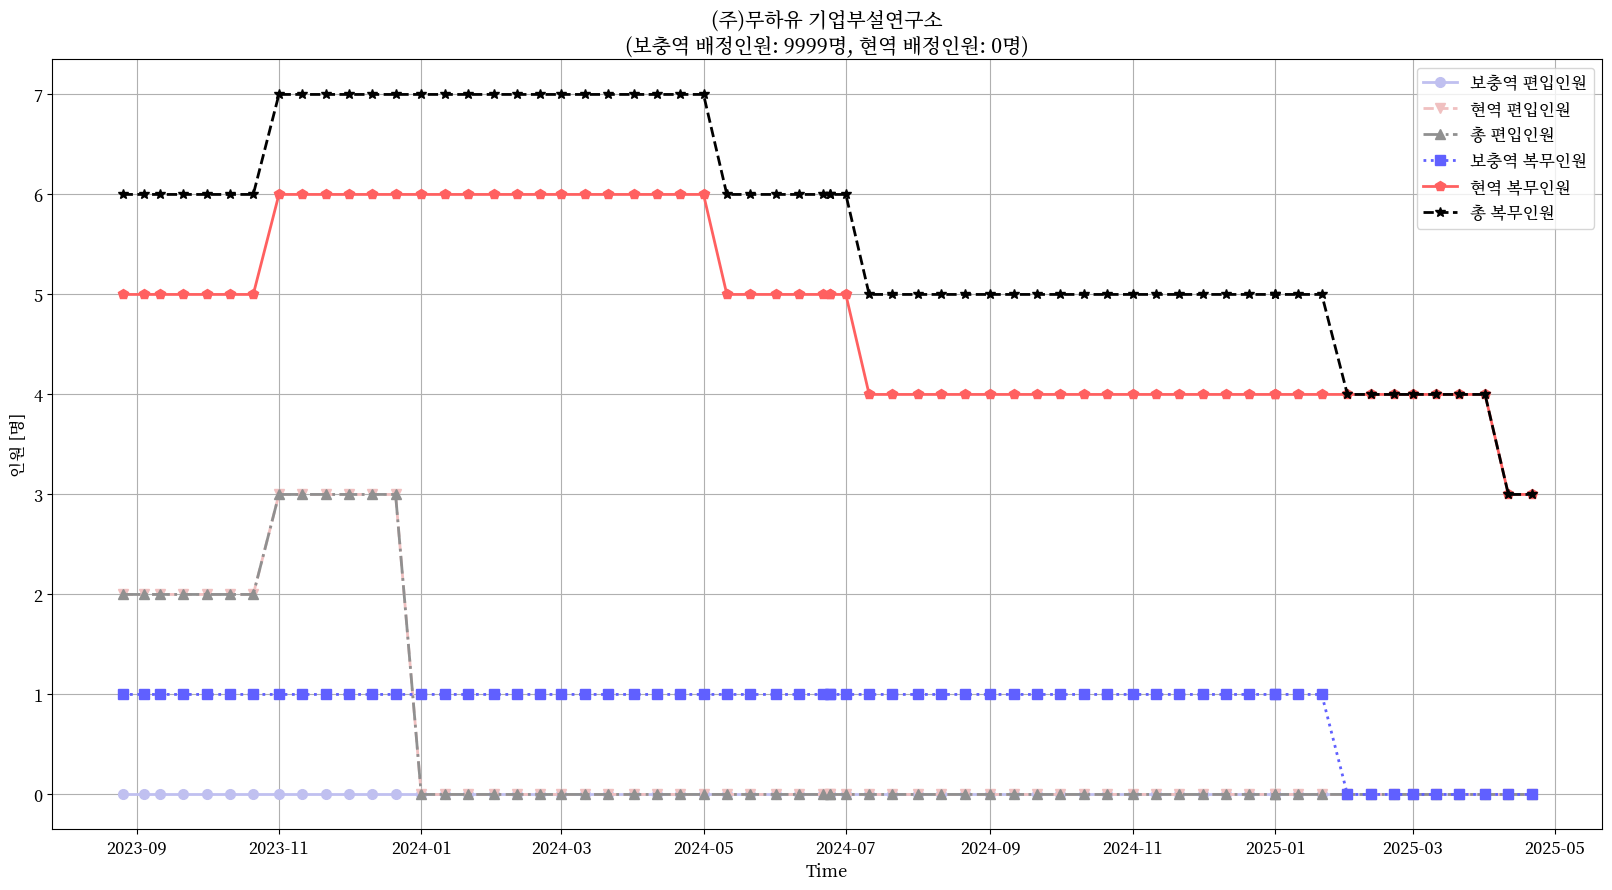 (주)무하유 기업부설연구소
(보충역 배정인원: 9999명, 현역 배정인원: 0명)
보충역 편입인원
현역 편입인원
총 편입인원
보충역 복무인원
현역 복무인원
총 복무인원
인원 [명]
7
6
5
4
3
2
1
0
2023-09 2023-11 2024-01 2024-03 2024-05 2024-07 2024-09 2024-11 2025-01 2025-03 2025-05
Time